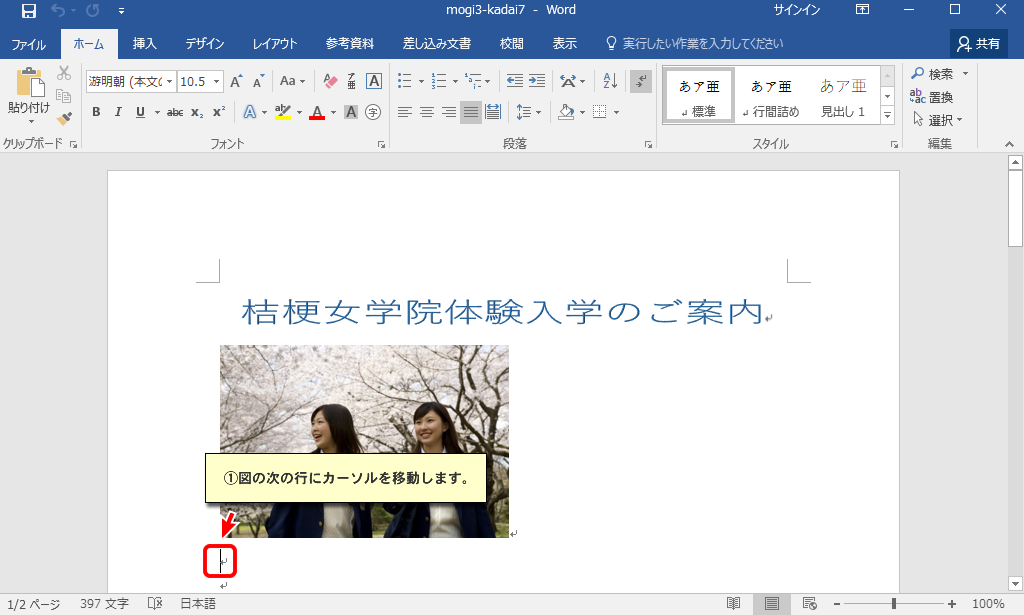 mogi3-kadai7 - Word
サインイン
ファイル
ホーム
挿入
デザイン
レイアウト
参考資料
差し込み文書
校閲
表示
実行したい作業を入力してください
共有
貼り付け
クリップボード
游明朝 (本文の
10.5
Aa
B I U abc x₂ x²
フォント
段落
あア亜
標準
あア亜
行間詰め
あア亜
見出し 1
スタイル
検索
置換
選択
編集
桔梗女学院体験入学のご案内
①図の次の行にカーソルを移動します。
1/2 ページ
397 文字
日本語
100%